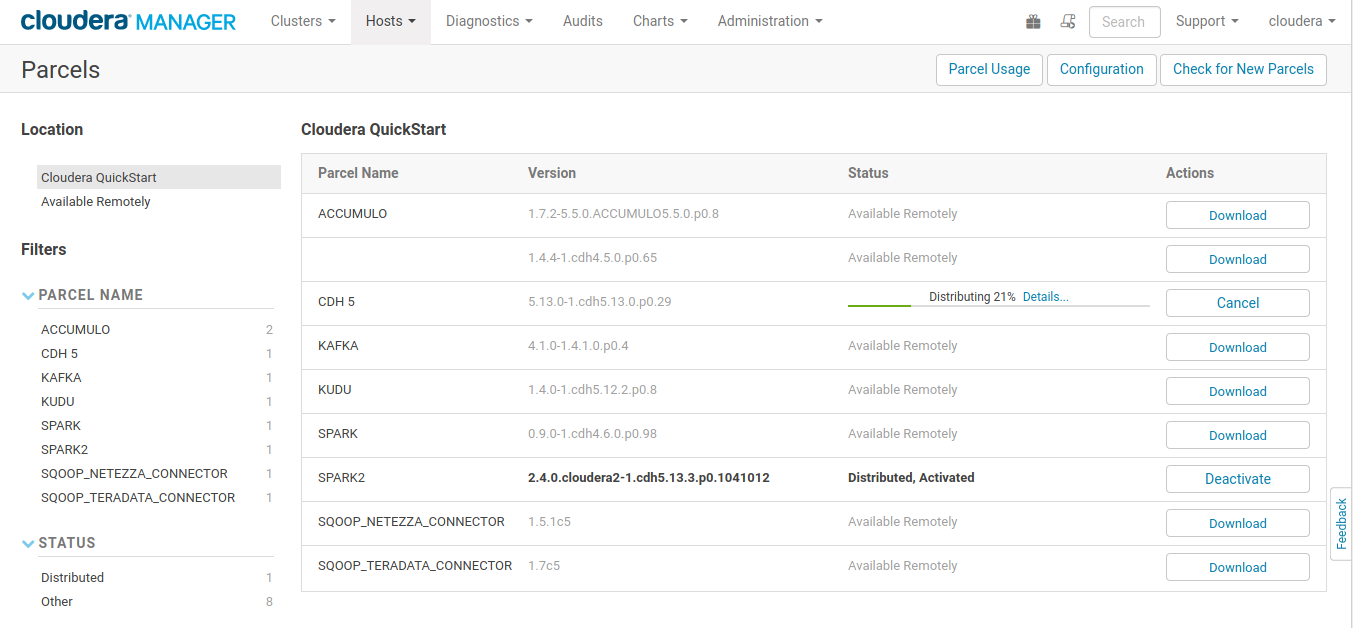 cloudera MANAGER Clusters Hosts Diagnostics Audits Charts Administration Search Support cloudera
Parcels Parcel Usage Configuration Check for New Parcels
Location
Cloudera QuickStart
Available Remotely
Filters
PARCEL NAME
ACCUMULO 2
CDH 5 1
KAFKA 1
KUDU 1
SPARK 1
SPARK2 1
SQOOP_NETEZZA_CONNECTOR 1
SQOOP_TERADATA_CONNECTOR 1
STATUS
Distributed 1
Other 8
Cloudera QuickStart
Parcel Name Version Status Actions
ACCUMULO 1.7.2-5.5.0.ACCUMULO5.5.0.p0.8 Available Remotely Download
1.4.4-1.cdh4.5.0.p0.65 Available Remotely Download
CDH 5 5.13.0-1.cdh5.13.0.p0.29 Distributing 21% Details... Cancel
KAFKA 4.1.0-1.4.1.0.p0.4 Available Remotely Download
KUDU 1.4.0-1.cdh5.12.2.p0.8 Available Remotely Download
SPARK 0.9.0-1.cdh4.6.0.p0.98 Available Remotely Download
SPARK2 2.4.0.cloudera2-1.cdh5.13.3.p0.1041012 Distributed, Activated Deactivate
SQOOP_NETEZZA_CONNECTOR 1.5.1c5 Available Remotely Download
SQOOP_TERADATA_CONNECTOR 1.7c5 Available Remotely Download
Feedback